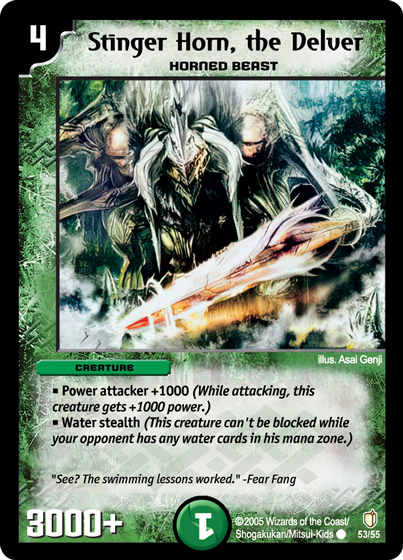 4
Stinger Horn, the Delver
HORNED BEAST
illus. Asai Genji
CREATURE
▪ Power attacker +1000 (While attacking, this
creature gets +1000 power.)
▪ Water stealth (This creature can't be blocked while
your opponent has any water cards in his mana zone.)
"See? The swimming lessons worked." -Fear Fang
3000+
1
©2005 Wizards of the Coast/
Shogakukan/Mitsui-Kids ● 53/55